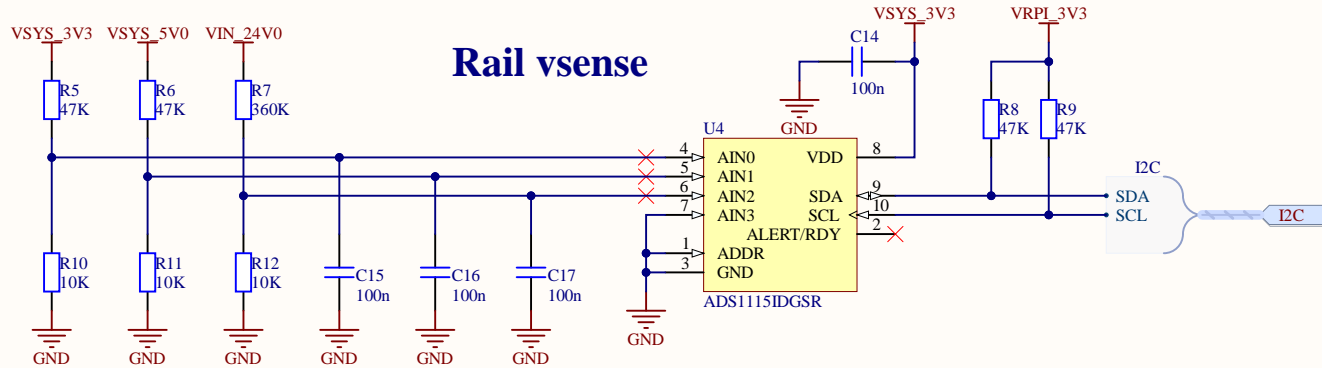 VSYS_3V3 VSYS_5V0 VIN_24V0
Rail vsense
VSYS_3V3 VRPI_3V3
C14
100n
GND
R5
47K
R6
47K
R7
360K
R8
47K
R9
47K
U4
4 AIN0 VDD 8
5 AIN1
6 AIN2 SDA 9
7 AIN3 SCL 10
ALERT/RDY 2
1 ADDR
3 GND
ADS1115IDGSR
I2C
SDA
SCL
I2C
R10
10K
R11
10K
R12
10K
C15
100n
C16
100n
C17
100n
GND GND GND GND GND GND GND